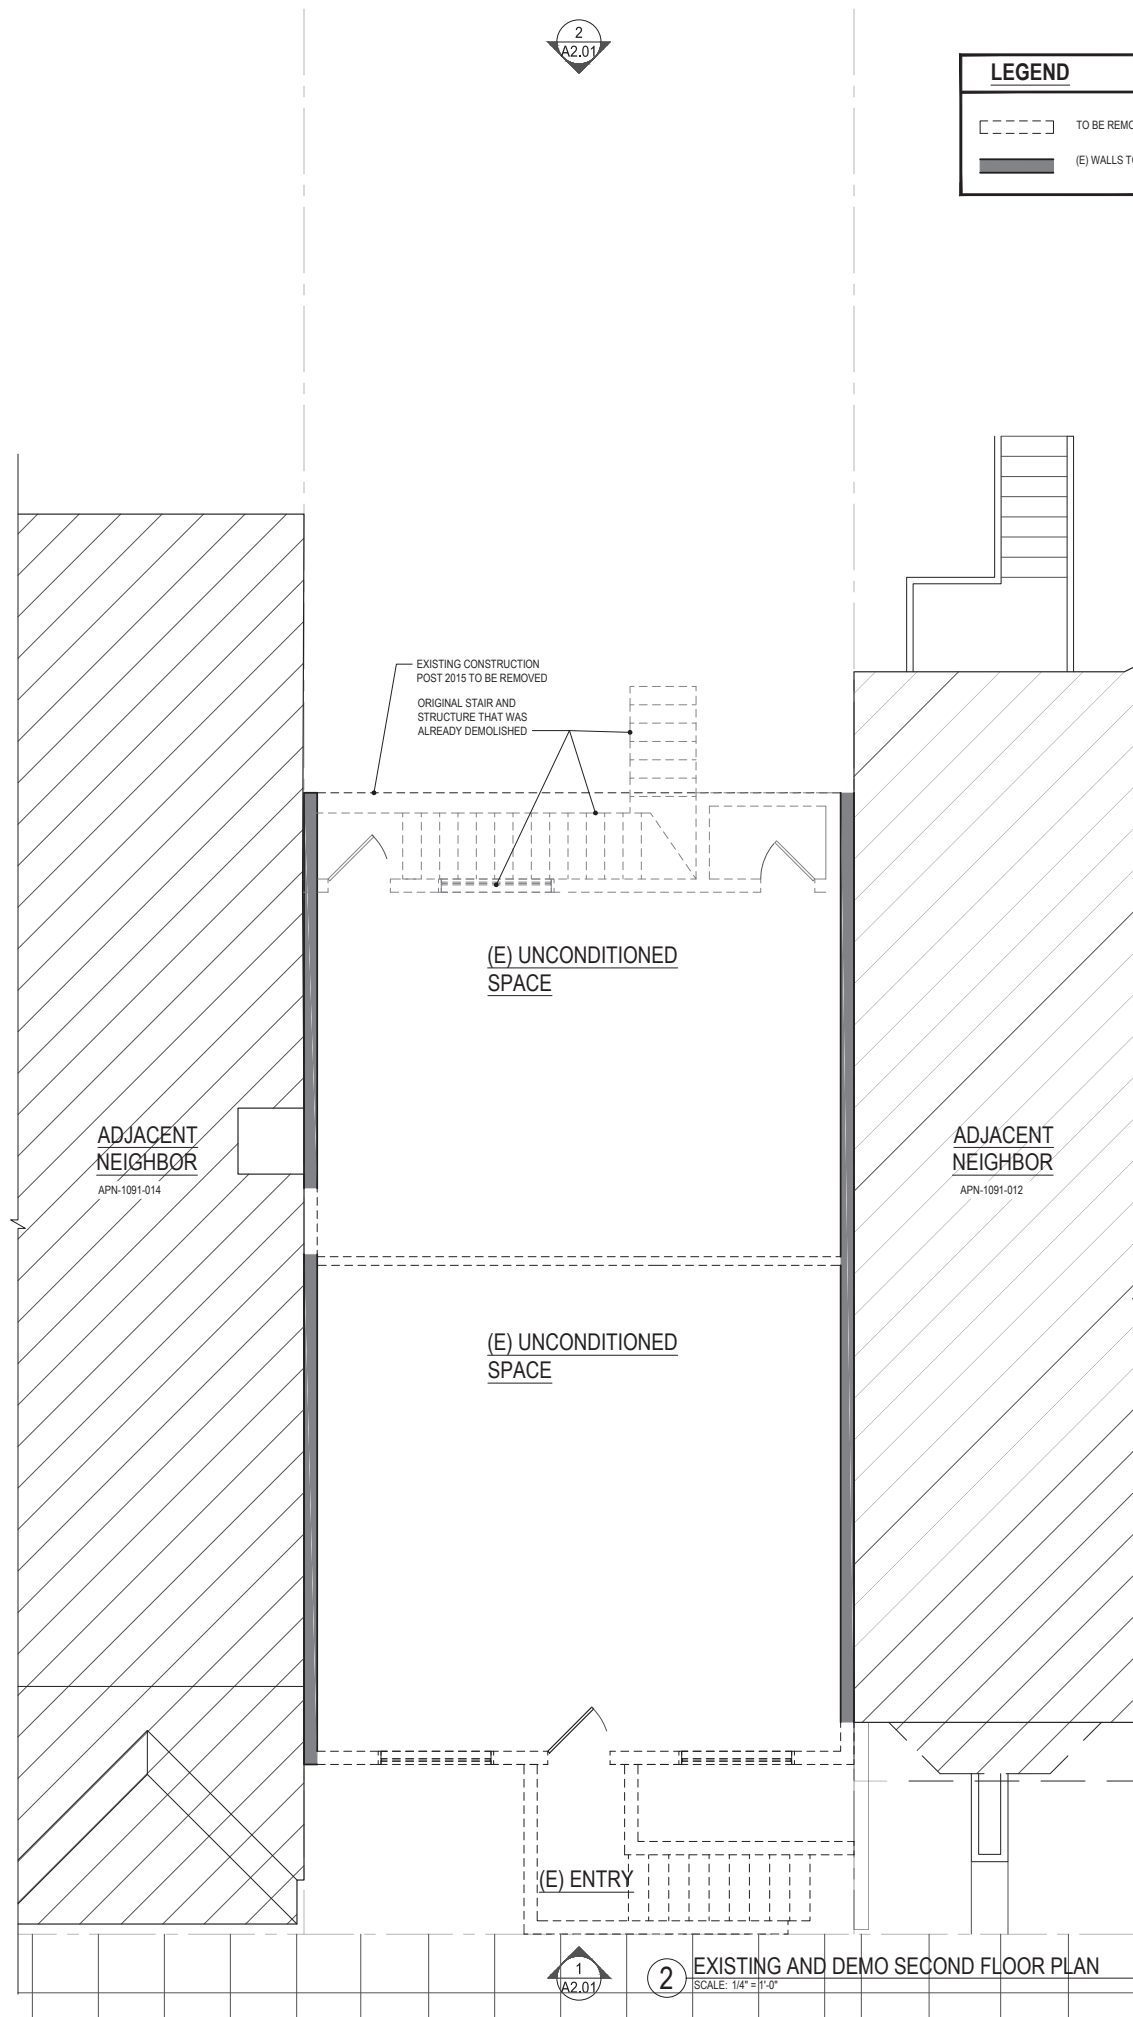 2
A2.01
LEGEND
TO BE
(E) WALLS
EXISTING CONSTRUCTION
POST 2015 TO BE REMOVED
ORIGINAL STAIR AND
STRUCTURE THAT WAS
ALREADY DEMOLISHED
(E) UNCONDITIONED
SPACE
ADJACENT
NEIGHBOR
APN-1091-014
ADJACENT
NEIGHBOR
APN-1091-012
(E) UNCONDITIONED
SPACE
(E) ENTRY
1
A2.01
2
EXISTING AND DEMO SECOND FLOOR PLAN
SCALE: 1/4" = 1'-0"